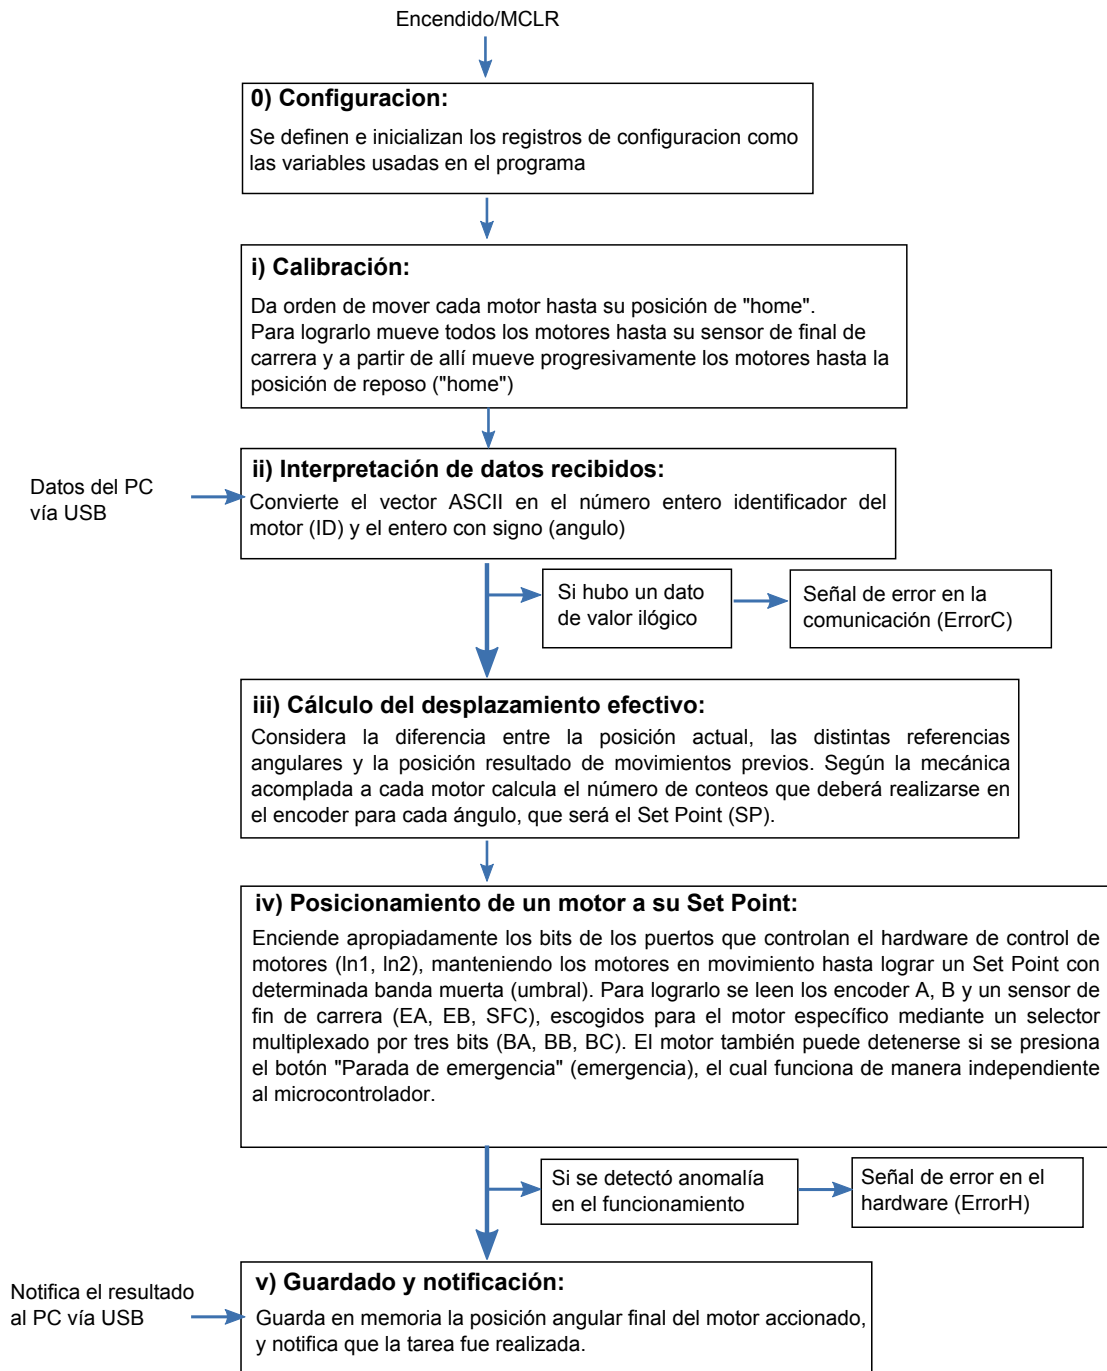 Encendido/MCLR
0) Configuracion:
Se definen e inicializan los registros de configuracion como
las variables usadas en el programa
i) Calibración:
Da orden de mover cada motor hasta su posición de "home".
Para lograrlo mueve todos los motores hasta su sensor de final de
carrera y a partir de allí mueve progresivamente los motores hasta la
posición de reposo ("home")
Datos del PC
vía USB
ii) Interpretación de datos recibidos:
Convierte el vector ASCII en el número entero identificador del
motor (ID) y el entero con signo (angulo)
Si hubo un dato
de valor ilógico
Señal de error en la
comunicación (ErrorC)
iii) Cálculo del desplazamiento efectivo:
Considera la diferencia entre la posición actual, las distintas referencias
angulares y la posición resultado de movimientos previos. Según la mecánica
acomplada a cada motor calcula el número de conteos que deberá realizarse en
el encoder para cada ángulo, que será el Set Point (SP).
iv) Posicionamiento de un motor a su Set Point:
Enciende apropiadamente los bits de los puertos que controlan el hardware de control de
motores (ln1, ln2), manteniendo los motores en movimiento hasta lograr un Set Point con
determinada banda muerta (umbral). Para lograrlo se leen los encoder A, B y un sensor de
fin de carrera (EA, EB, SFC), escogidos para el motor específico mediante un selector
multiplexado por tres bits (BA, BB, BC). El motor también puede detenerse si se presiona
el botón "Parada de emergencia" (emergencia), el cual funciona de manera independiente
al microcontrolador.
Si se detectó anomalía
en el funcionamiento
Señal de error en el
hardware (ErrorH)
Notifica el resultado
al PC vía USB
v) Guardado y notificación:
Guarda en memoria la posición angular final del motor accionado,
y notifica que la tarea fue realizada.